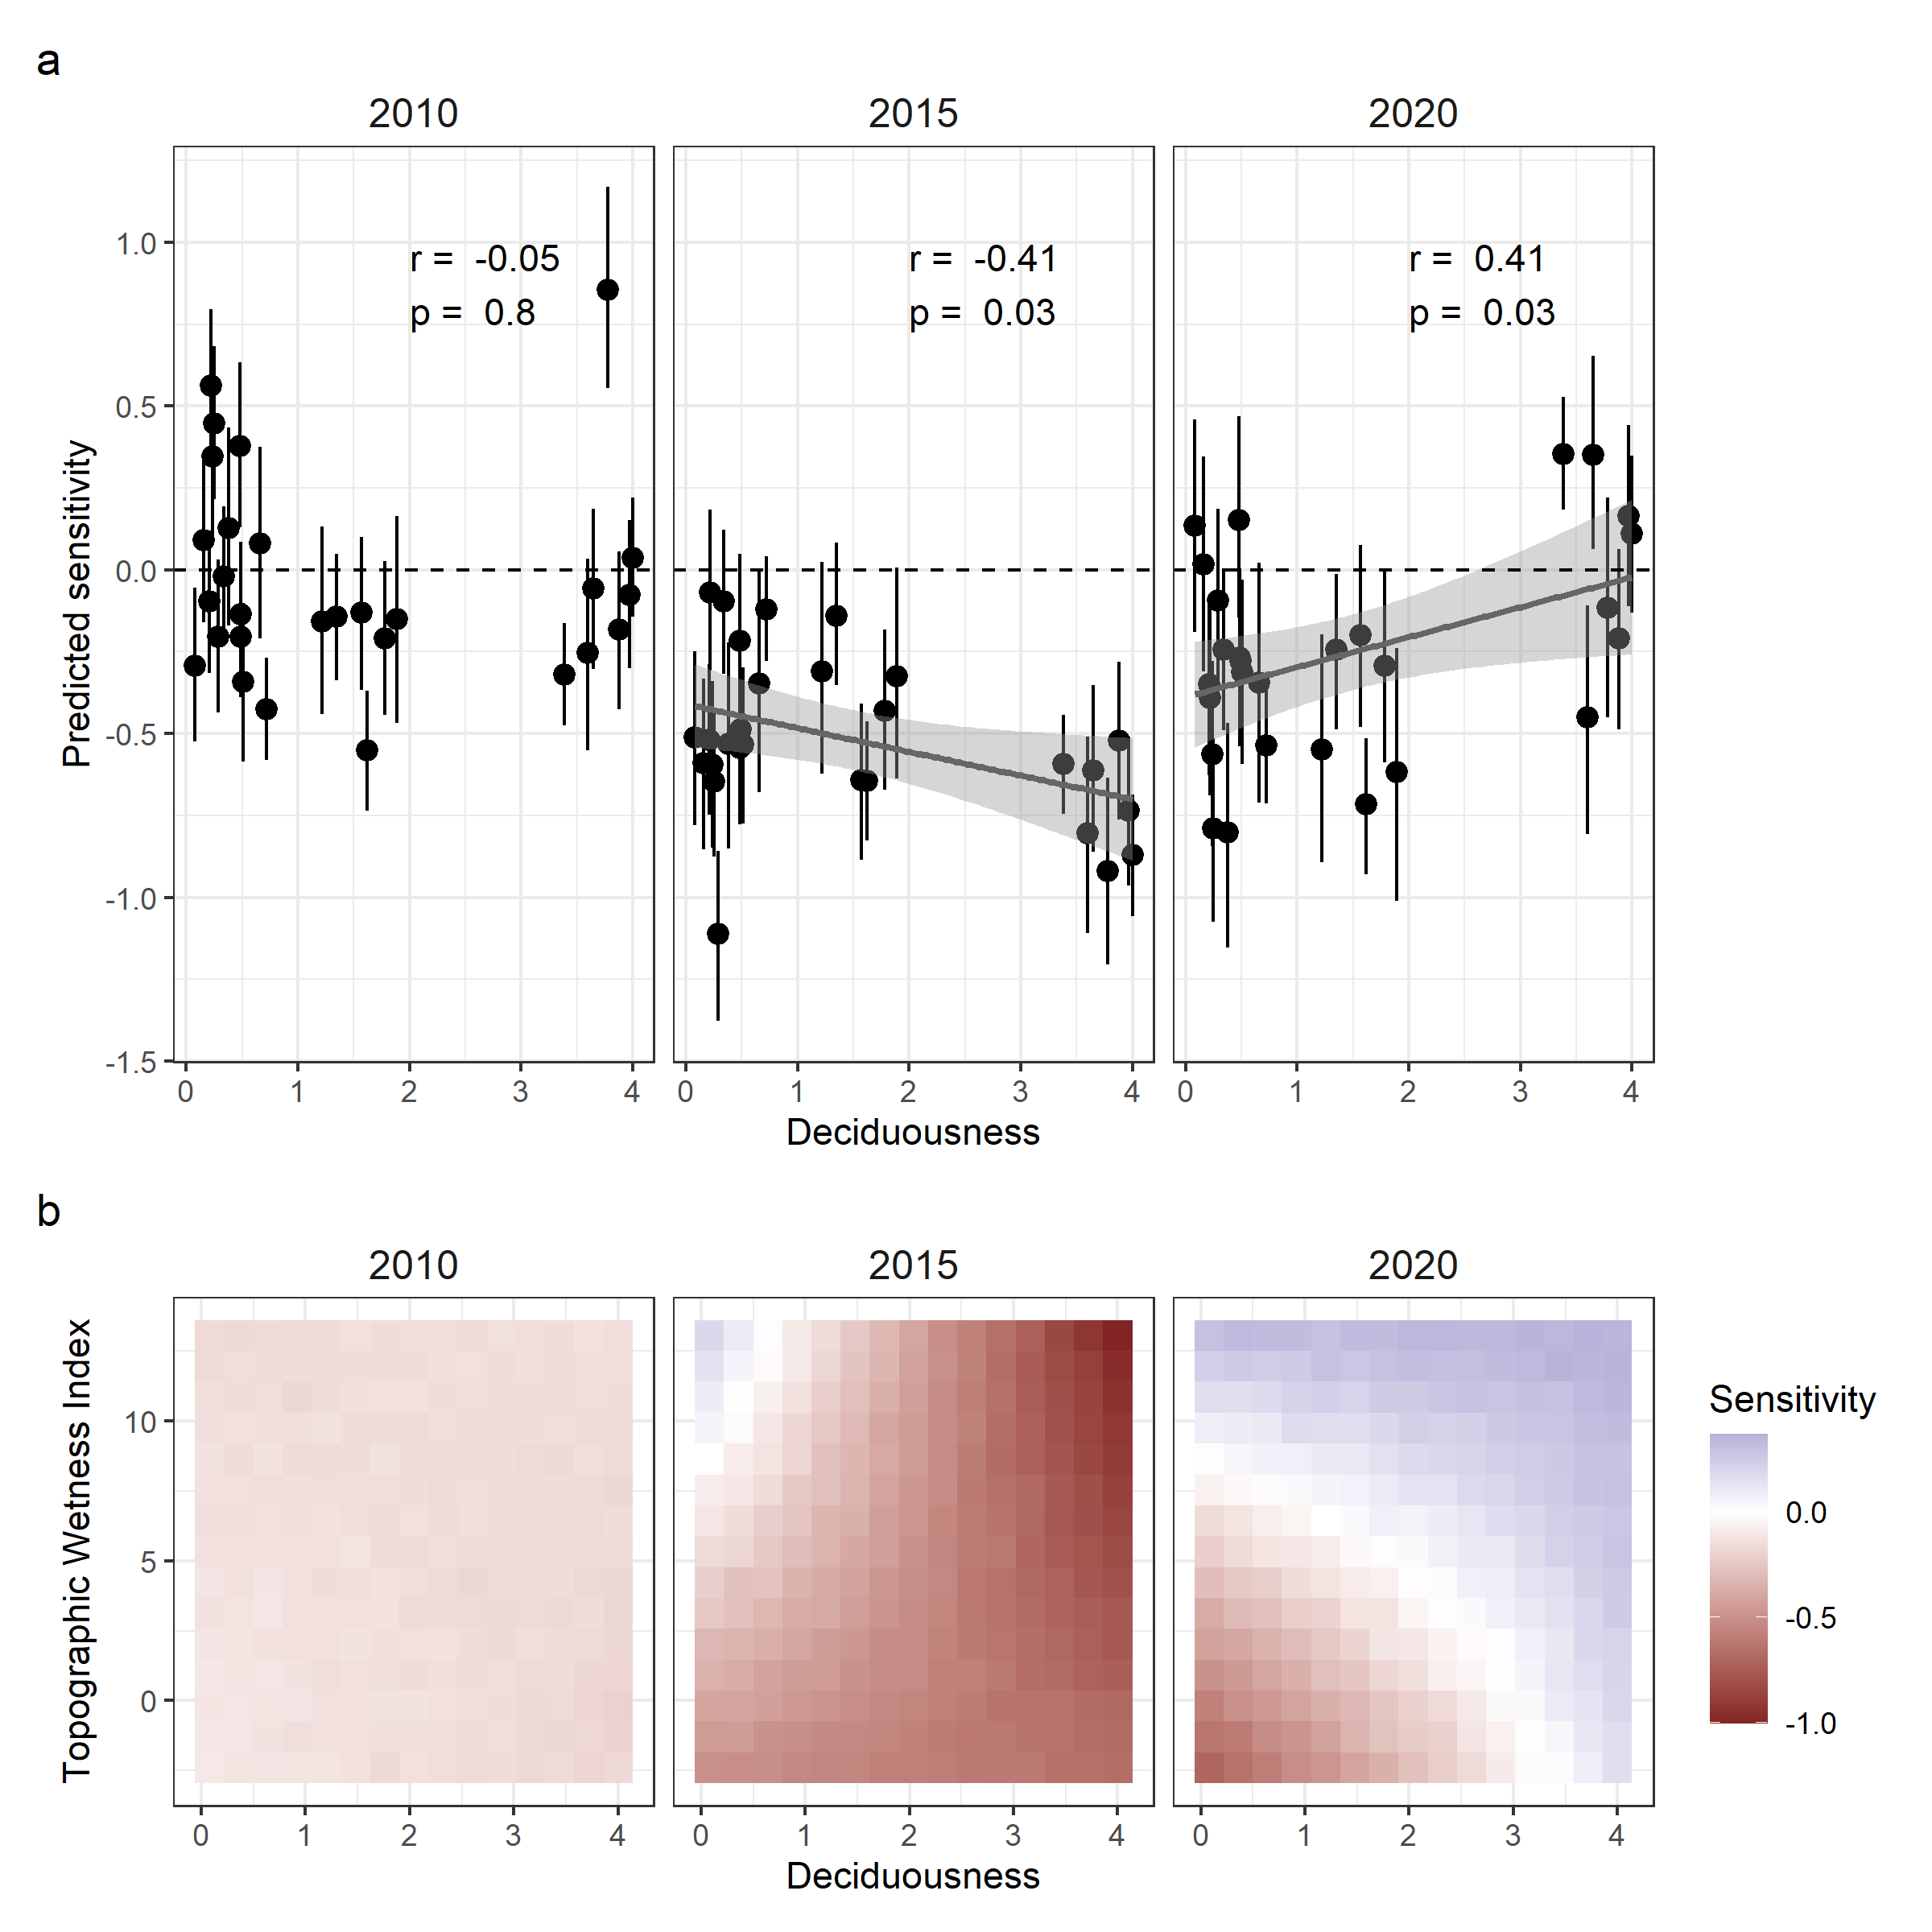 a
2010 2015 2020
r = -0.05 r = -0.41 r = 0.41
p = 0.8 p = 0.03 p = 0.03
Predicted sensitivity
1.0
0.5
0.0
-0.5
-1.0
-1.5
0 1 2 3 4 0 1 2 3 4 0 1 2 3 4
Deciduousness
b
2010 2015 2020
Topographic Wetness Index
10
5
0
0 1 2 3 4 0 1 2 3 4 0 1 2 3 4
Deciduousness
Sensitivity
0.0
-0.5
-1.0